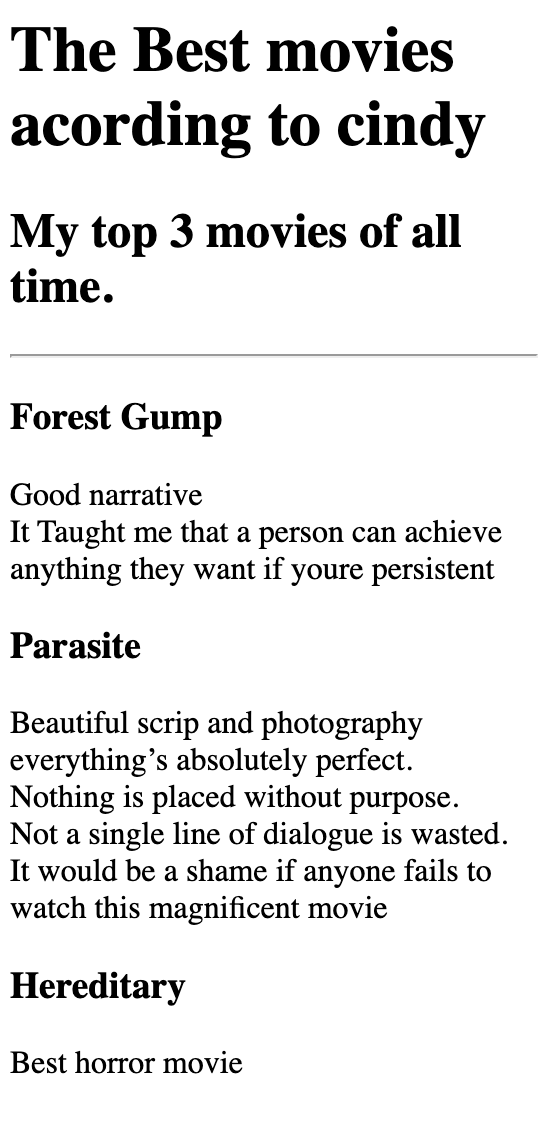 The Best movies
acording to cindy
My top 3 movies of all
time.
Forest Gump
Good narrative
It Taught me that a person can achieve
anything they want if youre persistent
Parasite
Beautiful scrip and photography
everything’s absolutely perfect.
Nothing is placed without purpose.
Not a single line of dialogue is wasted.
It would be a shame if anyone fails to
watch this magnificent movie
Hereditary
Best horror movie